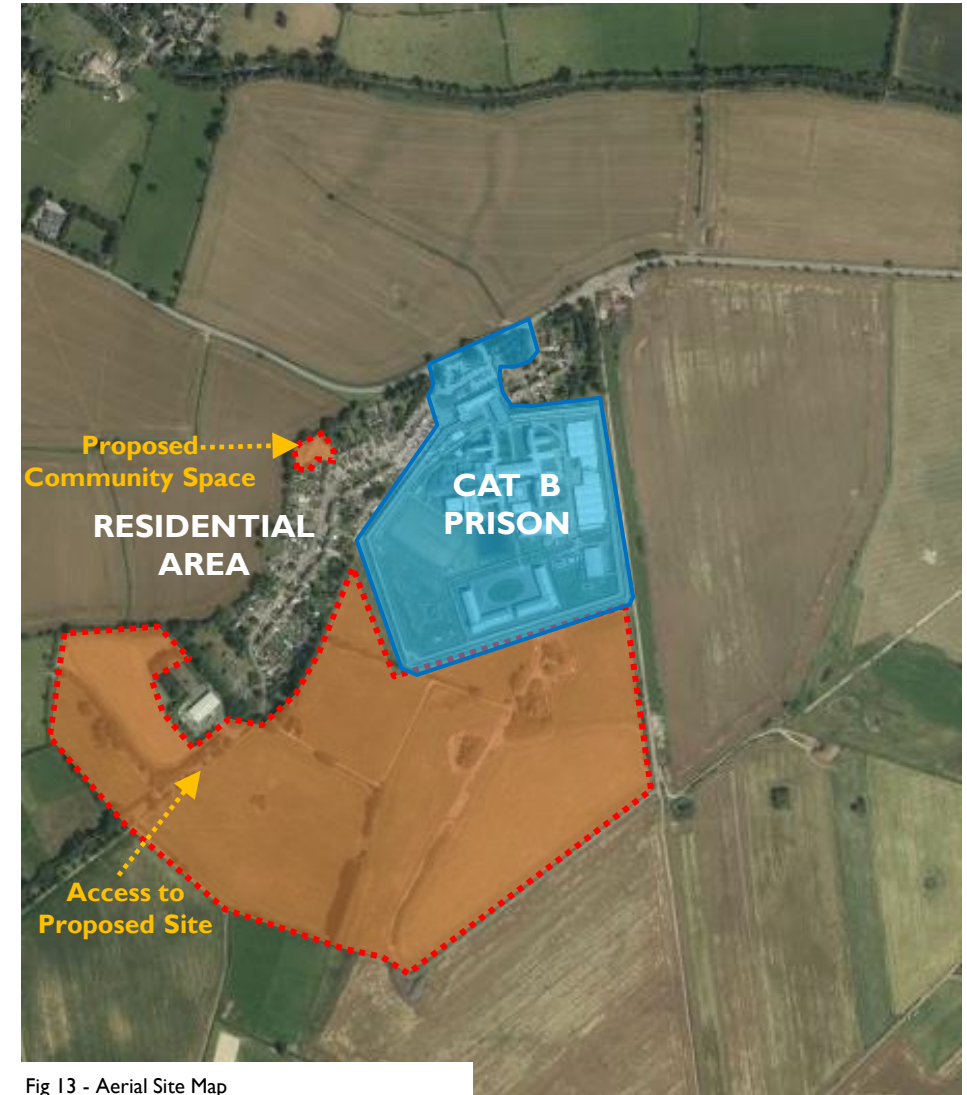 Proposed
Community Space
CAT B
PRISON
RESIDENTIAL
AREA
Access to
Proposed Site
Fig 13 - Aerial Site Map